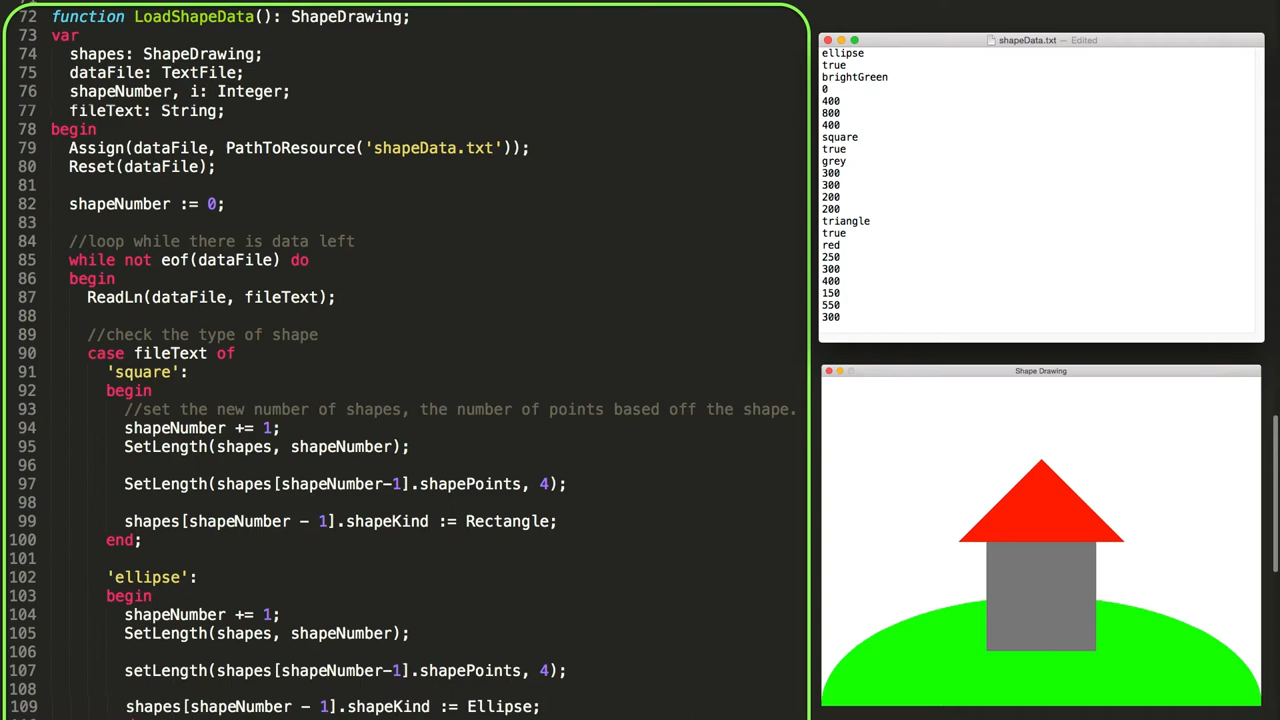 72 function LoadShapeData(): ShapeDrawing;
73 var
74 shapes: ShapeDrawing;
75 dataFile: TextFile;
76 shapeNumber, i: Integer;
77 fileText: String;
78 begin
79 Assign(dataFile, PathToResource('shapeData.txt'));
80 Reset(dataFile);
81
82 shapeNumber := 0;
83
84 //loop while there is data left
85 while not eof(dataFile) do
86 begin
87 ReadLn(dataFile, fileText);
88
89 //check the type of shape
90 case fileText of
91 'square':
92 begin
93 //set the new number of shapes, the number of points based off the shape.
94 shapeNumber += 1;
95 SetLength(shapes, shapeNumber);
96
97 SetLength(shapes[shapeNumber-1].shapePoints, 4);
98
99 shapes[shapeNumber - 1].shapeKind := Rectangle;
100 end;
101
102 'ellipse':
103 begin
104 shapeNumber += 1;
105 SetLength(shapes, shapeNumber);
106
107 setLength(shapes[shapeNumber-1].shapePoints, 4);
108
109 shapes[shapeNumber - 1].shapeKind := Ellipse;
shapeData.txt — Edited
ellipse
true
brightGreen
0
400
800
400
square
true
grey
300
300
200
200
triangle
true
red
250
300
400
150
550
300
Shape Drawing